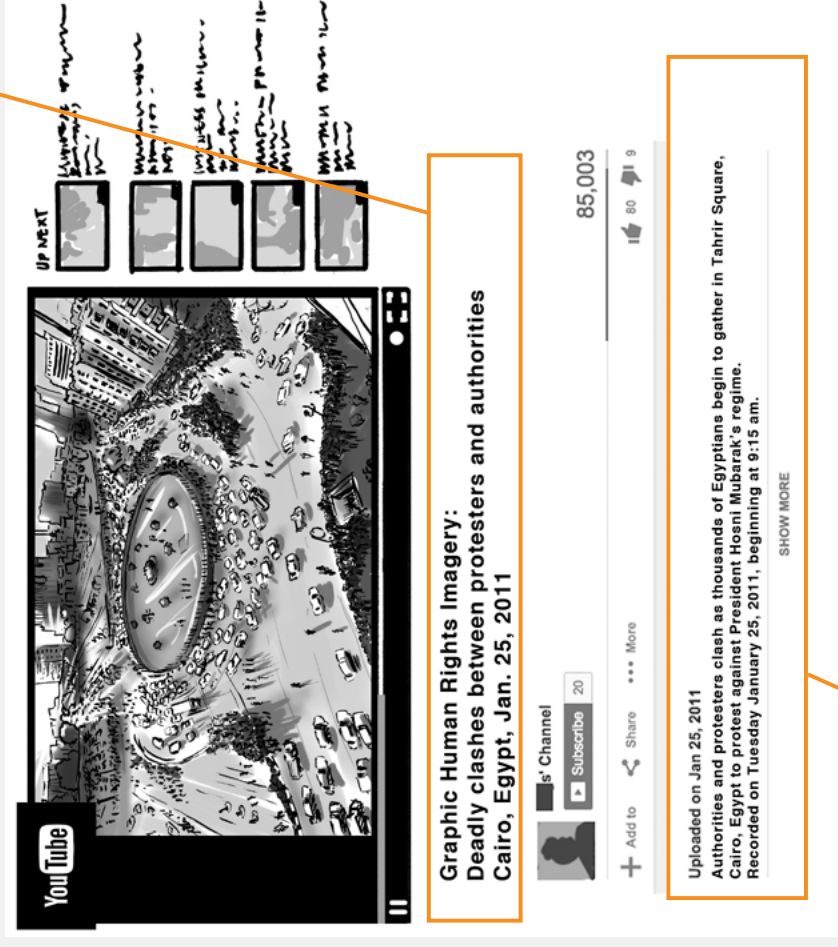 YouTube
UP NEXT
Graphic Human Rights Imagery:
Deadly clashes between protesters and authorities
Cairo, Egypt, Jan. 25, 2011
s' Channel
Subscribe 20
85,003
Add to Share More
80 9
Uploaded on Jan 25, 2011
Authorities and protesters clash as thousands of Egyptians begin to gather in Tahrir Square,
Cairo, Egypt to protest against President Hosni Mubarak's regime.
Recorded on Tuesday January 25, 2011, beginning at 9:15 am.
SHOW MORE